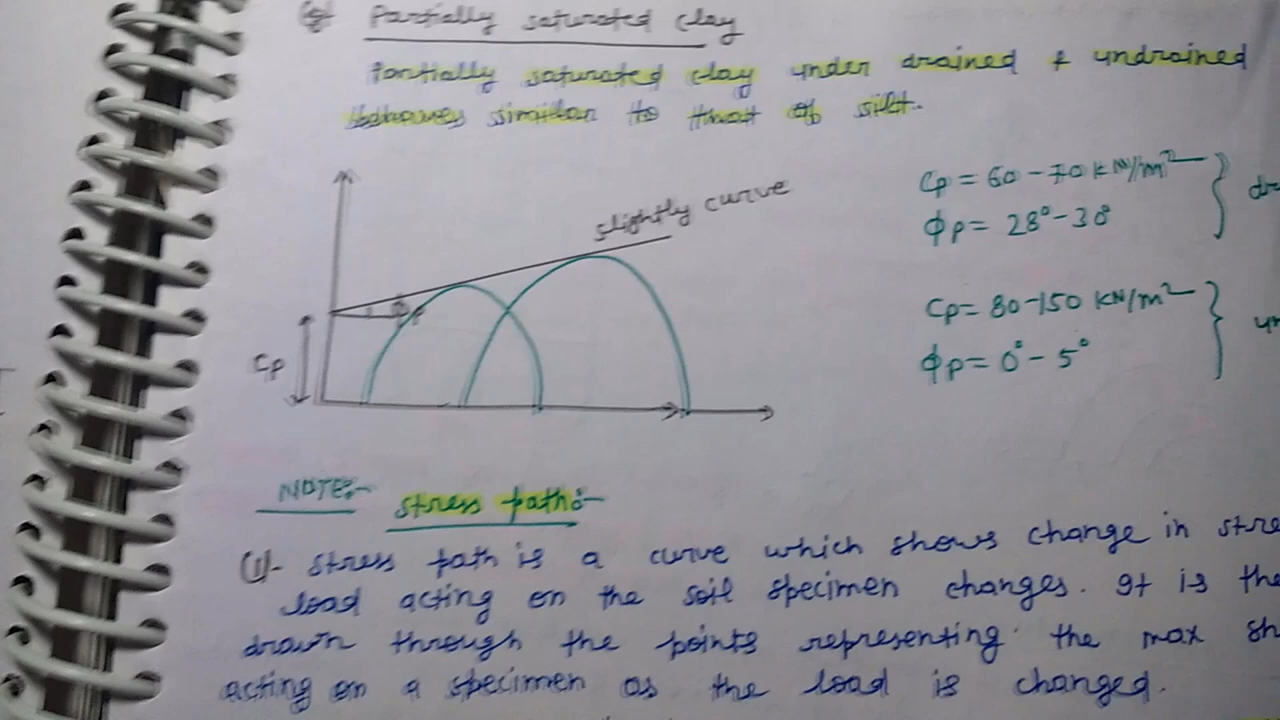 (g) Partially saturated clay
Partially saturated clay under drained & undrained
behaves similar to that of silt.
slightly curve
Cp = 60 - 70 kN/m²
ϕp = 28° - 30°
Cp
ϕp
Cp = 80-150 KN/m²
ϕp = 0° - 5°
NOTE:-
stress path:-
(1)- stress path is a curve which shows change in stre
load acting on the soil specimen changes. It is the
drawn through the points representing the max sh
acting on a specimen as the load is changed.